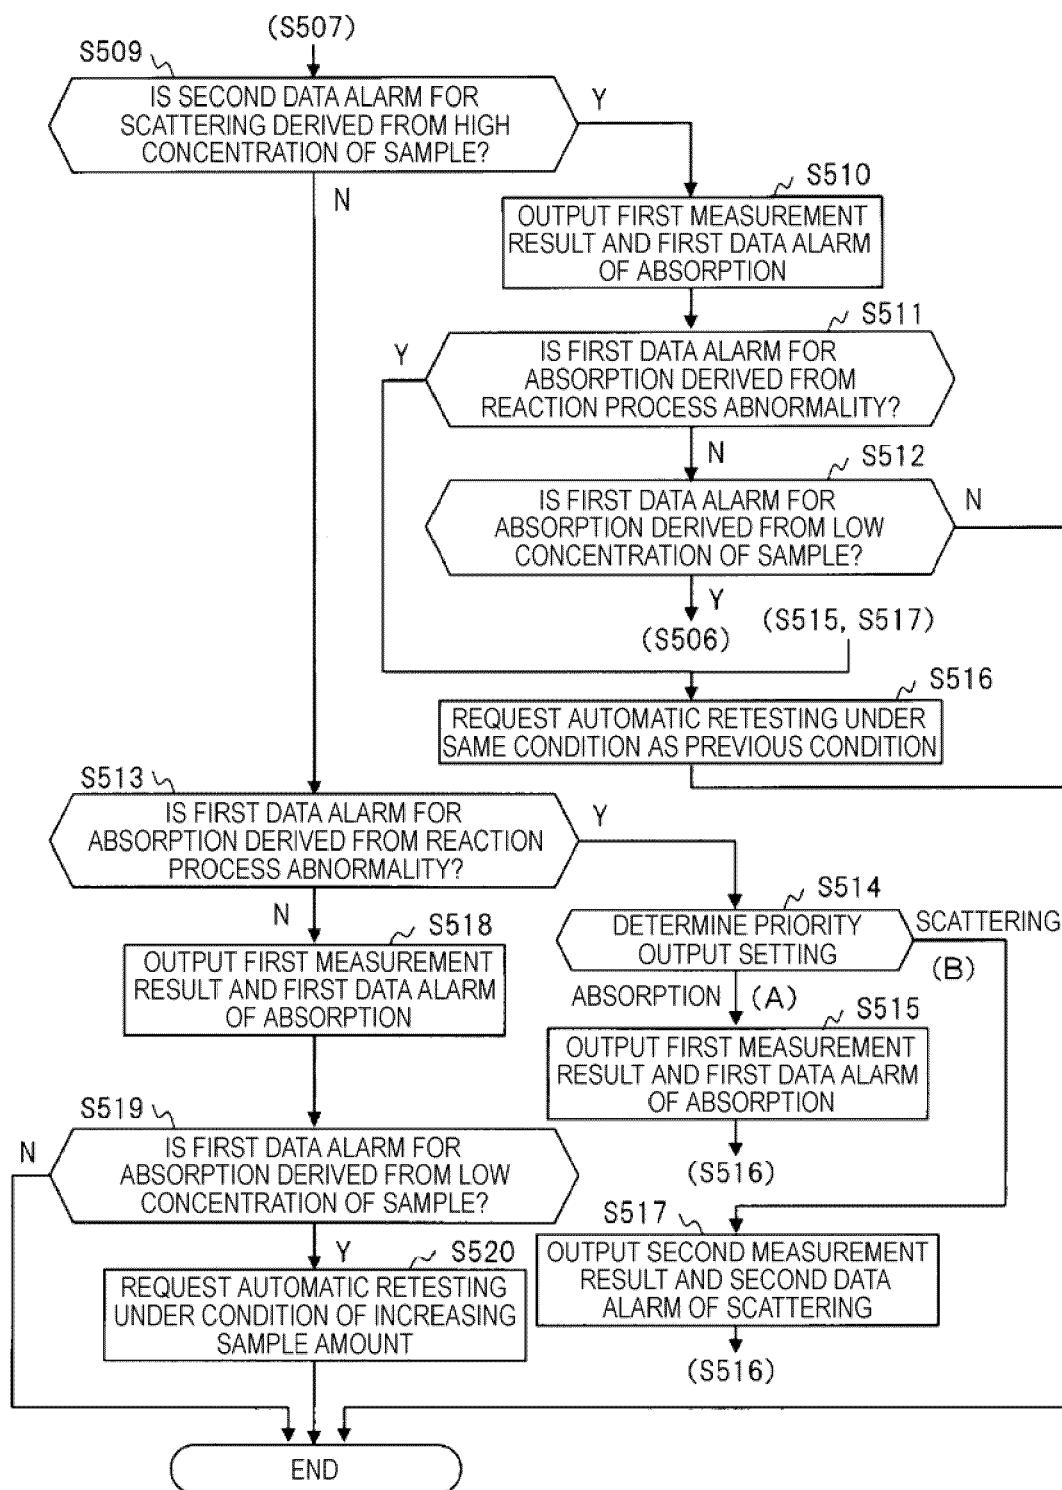 (S507)
S509
IS SECOND DATA ALARM FOR
SCATTERING DERIVED FROM HIGH
CONCENTRATION OF SAMPLE?
Y
N
S510
OUTPUT FIRST MEASUREMENT
RESULT AND FIRST DATA ALARM
OF ABSORPTION
S511
IS FIRST DATA ALARM FOR
ABSORPTION DERIVED FROM
REACTION PROCESS ABNORMALITY?
Y
N
S512
IS FIRST DATA ALARM FOR
ABSORPTION DERIVED FROM LOW
CONCENTRATION OF SAMPLE?
N
Y
(S506)
(S515, S517)
S516
REQUEST AUTOMATIC RETESTING UNDER
SAME CONDITION AS PREVIOUS CONDITION
S513
IS FIRST DATA ALARM FOR
ABSORPTION DERIVED FROM REACTION
PROCESS ABNORMALITY?
Y
N
S514
DETERMINE PRIORITY
OUTPUT SETTING
SCATTERING
(B)
ABSORPTION
(A)
S515
OUTPUT FIRST MEASUREMENT
RESULT AND FIRST DATA ALARM
OF ABSORPTION
(S516)
S517
OUTPUT SECOND MEASUREMENT
RESULT AND SECOND DATA
ALARM OF SCATTERING
(S516)
S518
OUTPUT FIRST MEASUREMENT
RESULT AND FIRST DATA ALARM
OF ABSORPTION
S519
IS FIRST DATA ALARM FOR
ABSORPTION DERIVED FROM LOW
CONCENTRATION OF SAMPLE?
N
Y
S520
REQUEST AUTOMATIC RETESTING
UNDER CONDITION OF INCREASING
SAMPLE AMOUNT
END